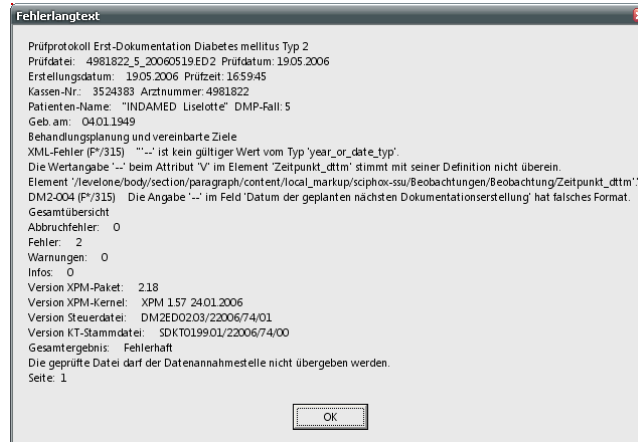 Fehlerlangtext
Prüfprotokoll Erst-Dokumentation Diabetes mellitus Typ 2
Prüfdatei: 4981822_5_20060519.ED2 Prüfdatum: 19.05.2006
Erstellungsdatum: 19.05.2006 Prüfzeit: 16:59:45
Kassen-Nr.: 3524383 Arztnummer: 4981822
Patienten-Name: "INDAMED Liselotte" DMP-Fall: 5
Geb. am: 04.01.1949
Behandlungsplanung und vereinbarte Ziele
XML-Fehler (F*/315) "'--' ist kein gültiger Wert vom Typ 'year_or_date_typ'.
Die Wertangabe '--' beim Attribut 'V' im Element 'Zeitpunkt_dttm' stimmt mit seiner Definition nicht überein.
Element '/levelone/body/section/paragraph/content/local_markup/sciphox-ssu/Beobachtungen/Beobachtung/Zeitpunkt_dttm'."
DM2-004 (F*/315) Die Angabe '--' im Feld 'Datum der geplanten nächsten Dokumentationserstellung' hat falsches Format.
Gesamtübersicht
Abbruchfehler: 0
Fehler: 2
Warnungen: 0
Infos: 0
Version XPM-Paket: 2.18
Version XPM-Kernel: XPM 1.57 24.01.2006
Version Steuerdatei: DM2ED02.03/22006/74/01
Version KT-Stammdatei: SDKT0199.01/22006/74/00
Gesamtergebnis: Fehlerhaft
Die geprüfte Datei darf der Datenannahmestelle nicht übergeben werden.
Seite: 1
OK